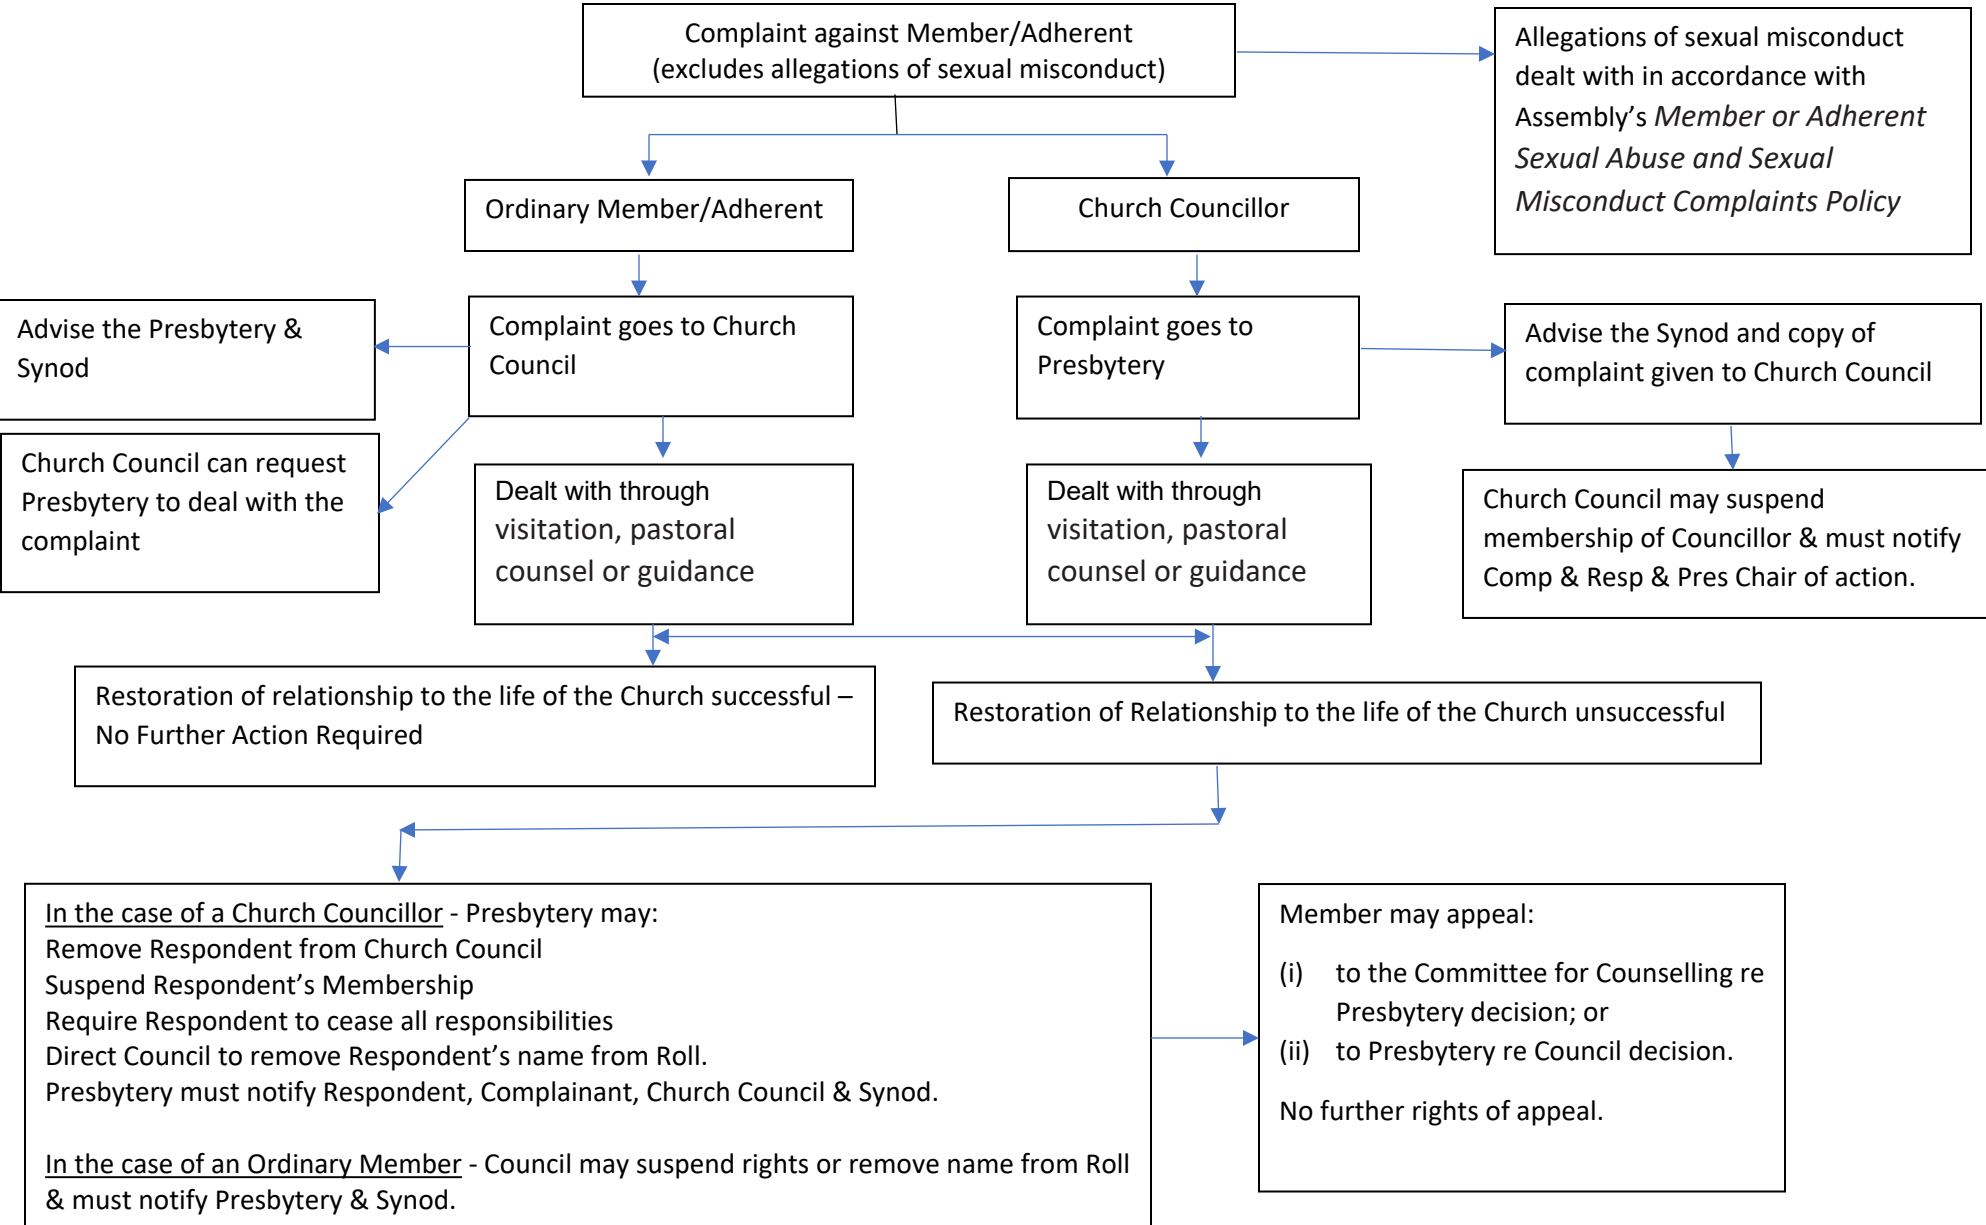 Complaint against Member/Adherent
(excludes allegations of sexual misconduct)
Allegations of sexual misconduct
dealt with in accordance with
Assembly’s Member or Adherent
Sexual Abuse and Sexual
Misconduct Complaints Policy
Ordinary Member/Adherent
Church Councillor
Advise the Presbytery &
Synod
Complaint goes to Church
Council
Complaint goes to
Presbytery
Advise the Synod and copy of
complaint given to Church Council
Church Council can request
Presbytery to deal with the
complaint
Dealt with through
visitation, pastoral
counsel or guidance
Dealt with through
visitation, pastoral
counsel or guidance
Church Council may suspend
membership of Councillor & must notify
Comp & Resp & Pres Chair of action.
Restoration of relationship to the life of the Church successful –
No Further Action Required
Restoration of Relationship to the life of the Church unsuccessful
In the case of a Church Councillor - Presbytery may:
Remove Respondent from Church Council
Suspend Respondent’s Membership
Require Respondent to cease all responsibilities
Direct Council to remove Respondent’s name from Roll.
Presbytery must notify Respondent, Complainant, Church Council & Synod.
In the case of an Ordinary Member - Council may suspend rights or remove name from Roll
& must notify Presbytery & Synod.
Member may appeal:
(i) to the Committee for Counselling re
Presbytery decision; or
(ii) to Presbytery re Council decision.
No further rights of appeal.